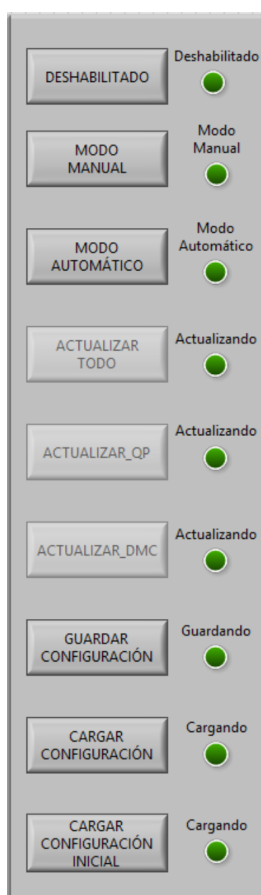 Deshabilitado
DESHABILITADO
Modo
Manual
MODO
MANUAL
Modo
Automático
MODO
AUTOMÁTICO
Actualizando
ACTUALIZAR
TODO
Actualizando
ACTUALIZAR_QP
Actualizando
ACTUALIZAR_DMC
Guardando
GUARDAR
CONFIGURACIÓN
Cargando
CARGAR
CONFIGURACIÓN
Cargando
CARGAR
CONFIGURACIÓN
INICIAL